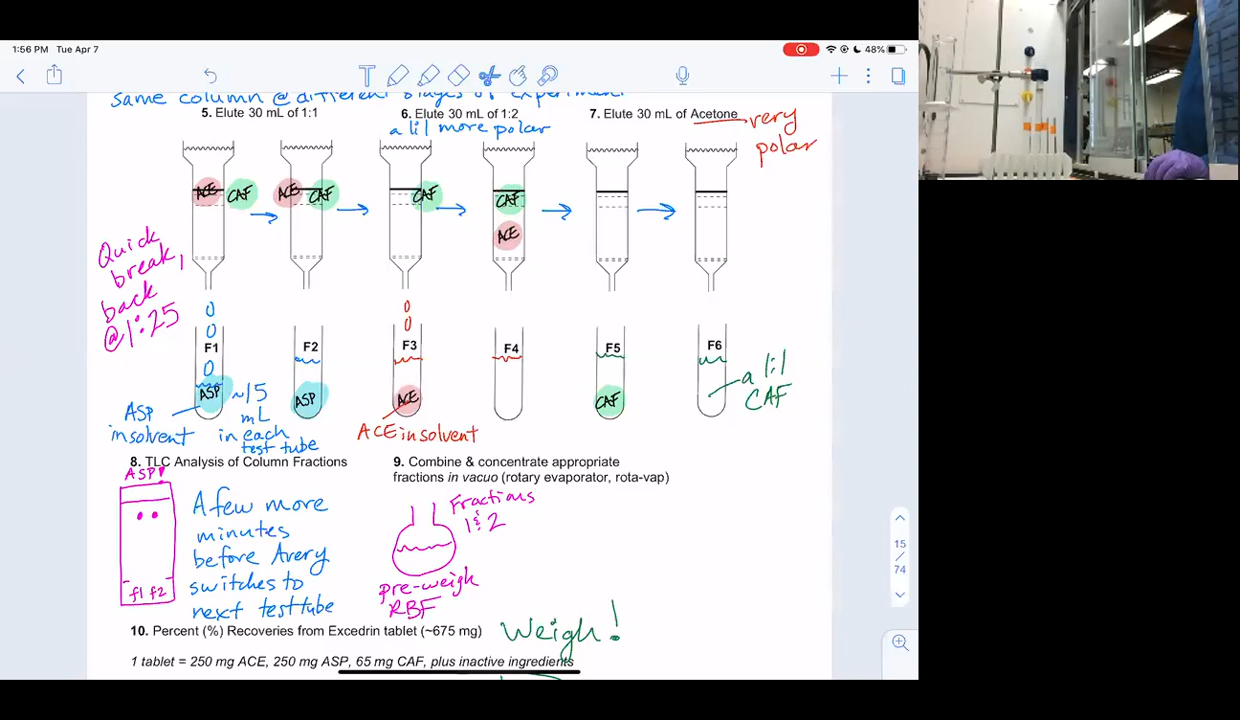 1:56 PM Tue Apr 7
48%
same column @ different stages of experiment
5. Elute 30 mL of 1:1
6. Elute 30 mL of 1:2
7. Elute 30 mL of Acetone
a lil more polar
very
polar
ACE CAF ACE CAF CAF CAF
ACE
Quick
break,
back
@1:25
F1 F2 F3 F4 F5 F6
ASP ASP ACE CAF
a lil
CAF
ASP
insolvent
~15
mL
in each
test tube
ACE insolvent
8. TLC Analysis of Column Fractions
9. Combine & concentrate appropriate
fractions in vacuo (rotary evaporator, rota-vap)
ASP!
f1 f2
A few more
minutes
before Avery
switches to
next test tube
Fractions
1 & 2
pre-weigh
RBF
15
74
10. Percent (%) Recoveries from Excedrin tablet (~675 mg)
Weigh!
1 tablet = 250 mg ACE, 250 mg ASP, 65 mg CAF, plus inactive ingredients